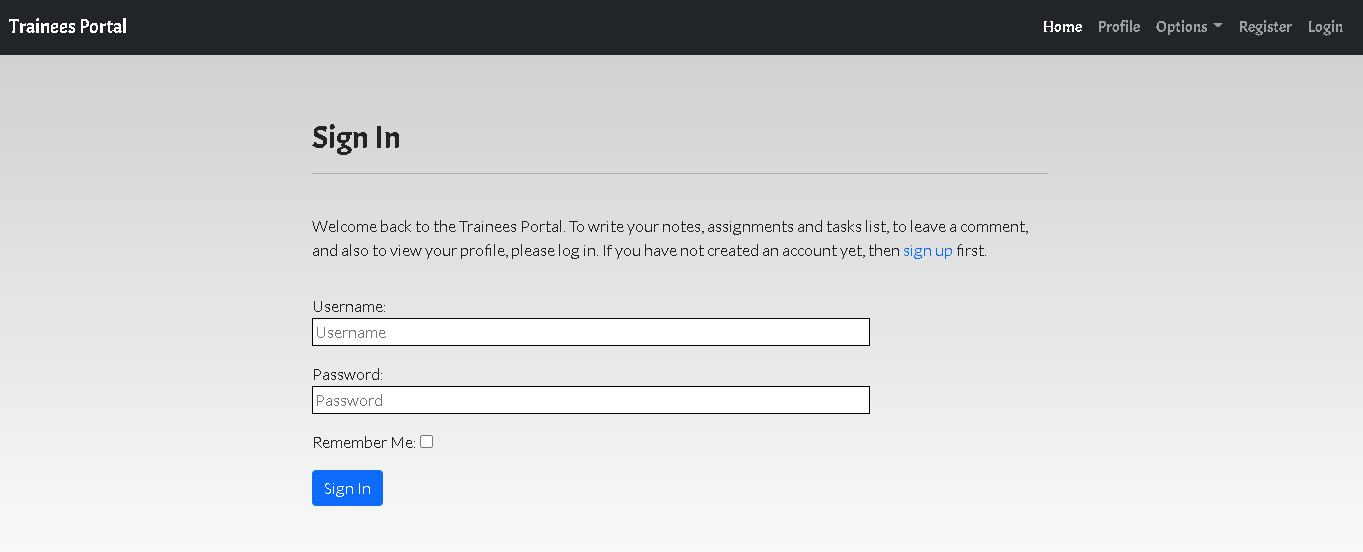 Trainees Portal
Home Profile Options Register Login
Sign In
Welcome back to the Trainees Portal. To write your notes, assignments and tasks list, to leave a comment,
and also to view your profile, please log in. If you have not created an account yet, then sign up first.
Username:
Username
Password:
Password
Remember Me:
Sign In